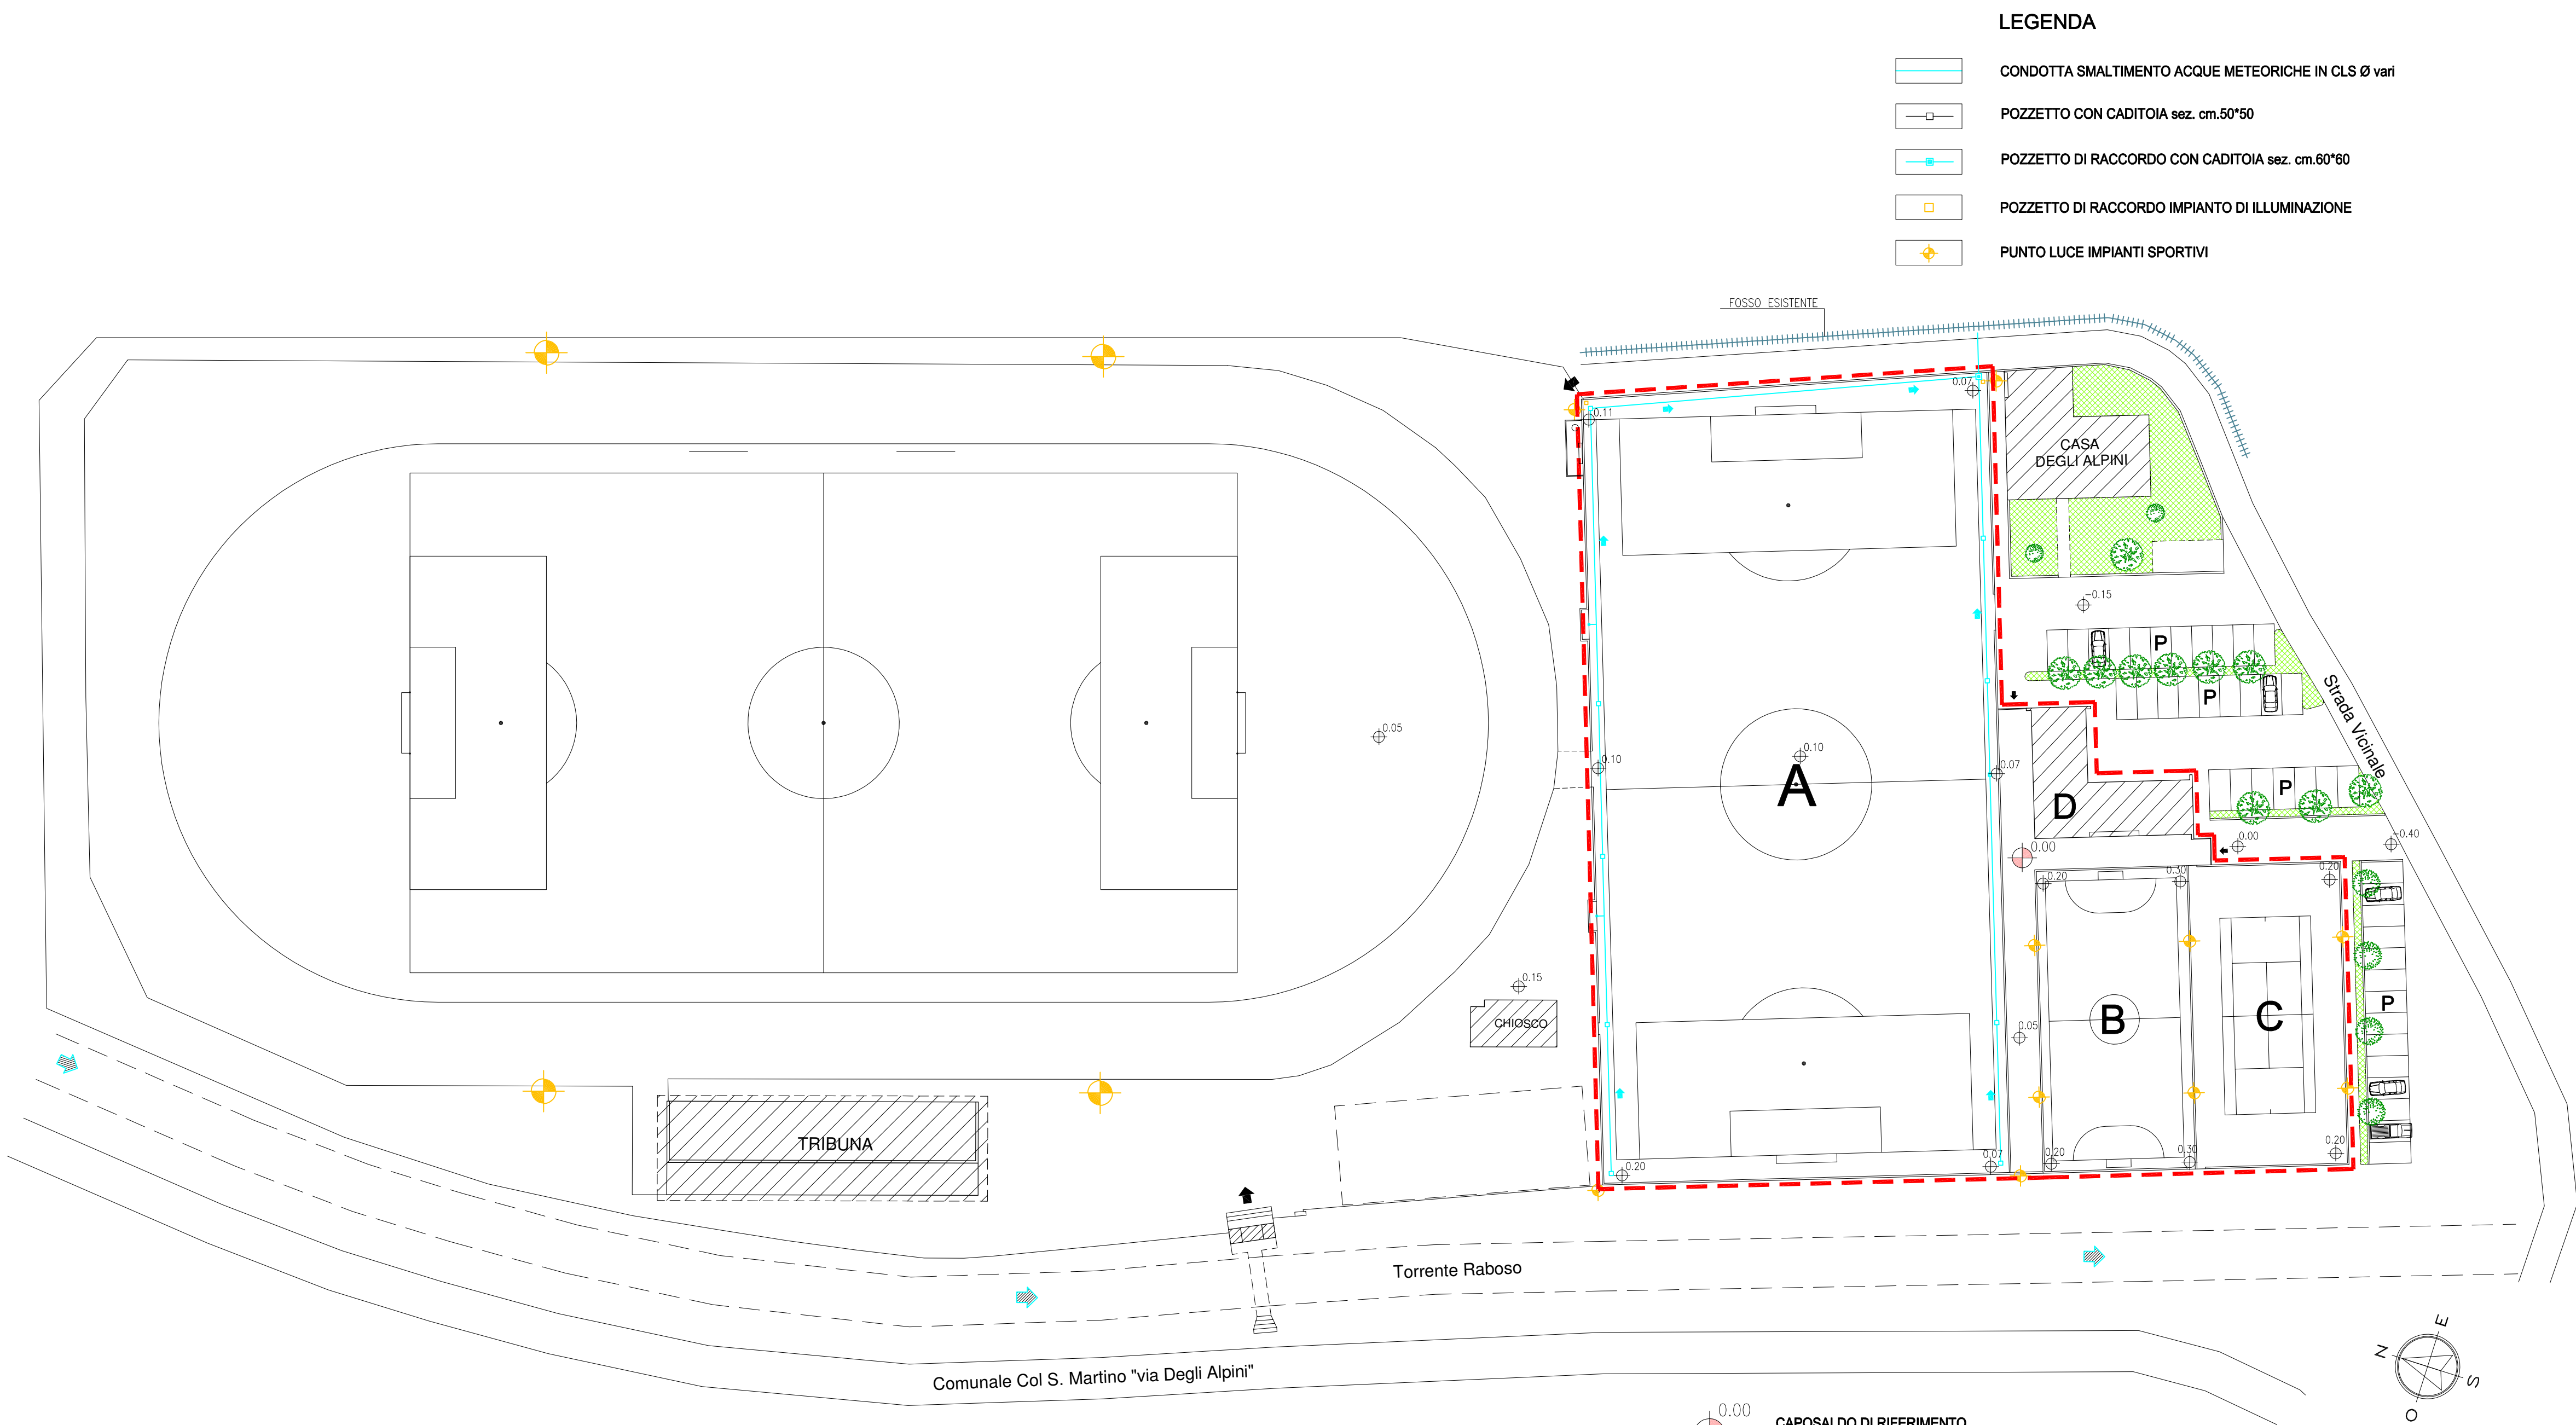 LEGENDA
CONDOTTA SMALTIMENTO ACQUE METEORICHE IN CLS Ø vari
POZZETTO CON CADITOIA sez. cm.50*50
POZZETTO DI RACCORDO CON CADITOIA sez. cm.60*60
POZZETTO DI RACCORDO IMPIANTO DI ILLUMINAZIONE
PUNTO LUCE IMPIANTI SPORTIVI
FOSSO ESISTENTE
0.07
0.11
CASA
DEGLI ALPINI
-0.15
P
P
Strada Vicinale
0.05
0.10
0.10
0.07
A
D
P
0.00
-0.40
0.00
0.20
0.30
0.20
0.15
CHIOSCO
0.05
B
C
P
TRIBUNA
0.20
0.07
0.20
0.30
0.20
Torrente Raboso
Comunale Col S. Martino "via Degli Alpini"
E
N
S
O
0.00
CAPOSALDO DI RIFERIMENTO